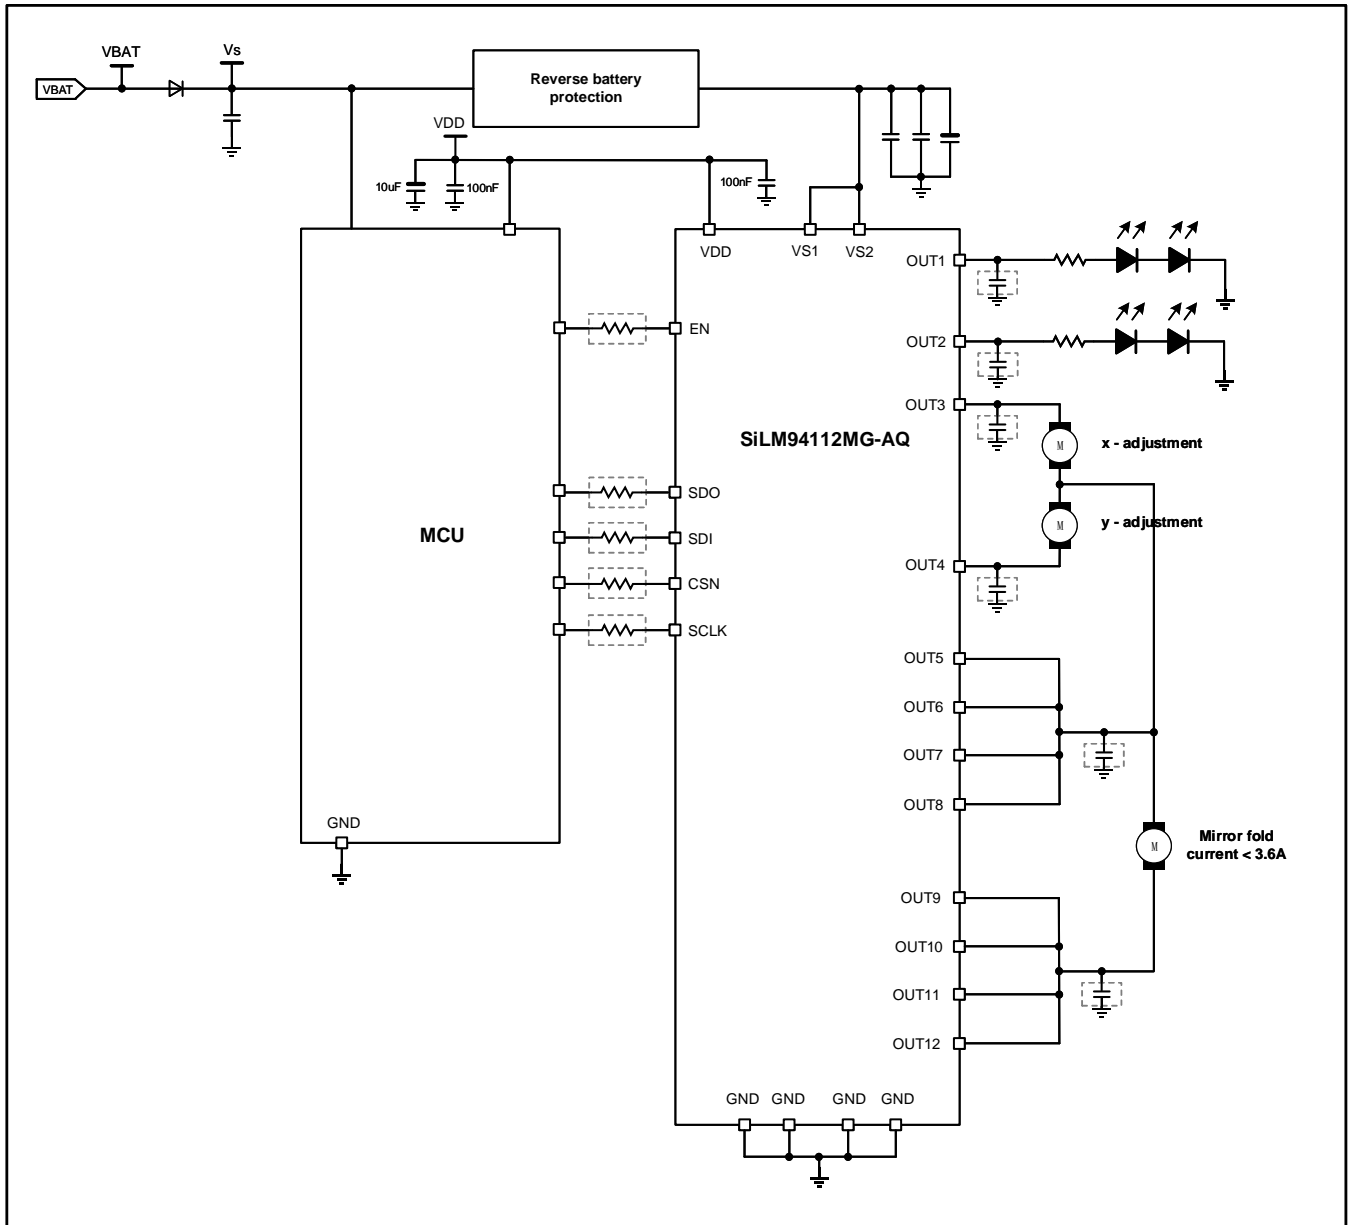 VBAT
Vs
VBAT
Reverse battery
protection
VDD
10uF
100nF
100nF
VDD
VS1
VS2
OUT1
EN
OUT2
OUT3
SiLM94112MG-AQ
M
x - adjustment
SDO
M
y - adjustment
MCU
SDI
OUT4
CSN
SCLK
OUT5
OUT6
OUT7
OUT8
GND
M
Mirror fold
current < 3.6A
OUT9
OUT10
OUT11
OUT12
GND GND GND GND